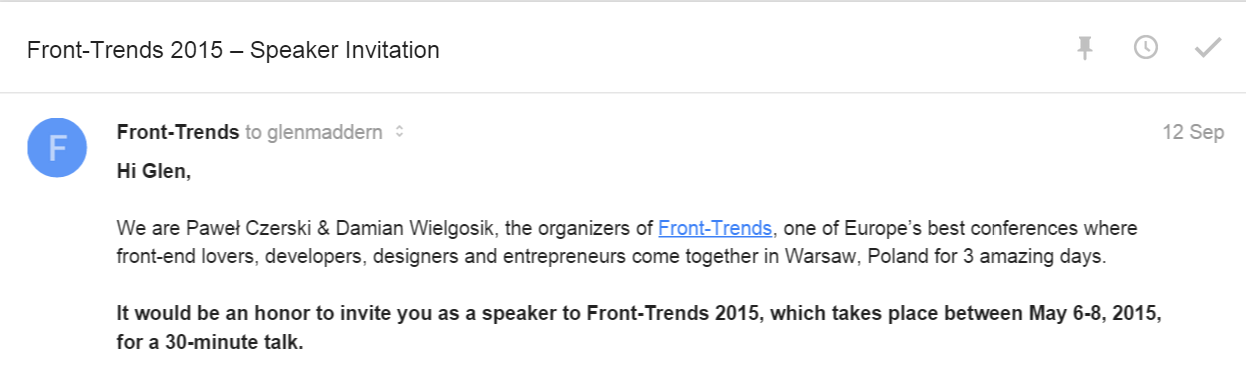 Front-Trends 2015 – Speaker Invitation
F
Front-Trends to glenmaddern
12 Sep
Hi Glen,
We are Paweł Czerski & Damian Wielgosik, the organizers of Front-Trends, one of Europe’s best conferences where
front-end lovers, developers, designers and entrepreneurs come together in Warsaw, Poland for 3 amazing days.
It would be an honor to invite you as a speaker to Front-Trends 2015, which takes place between May 6-8, 2015,
for a 30-minute talk.